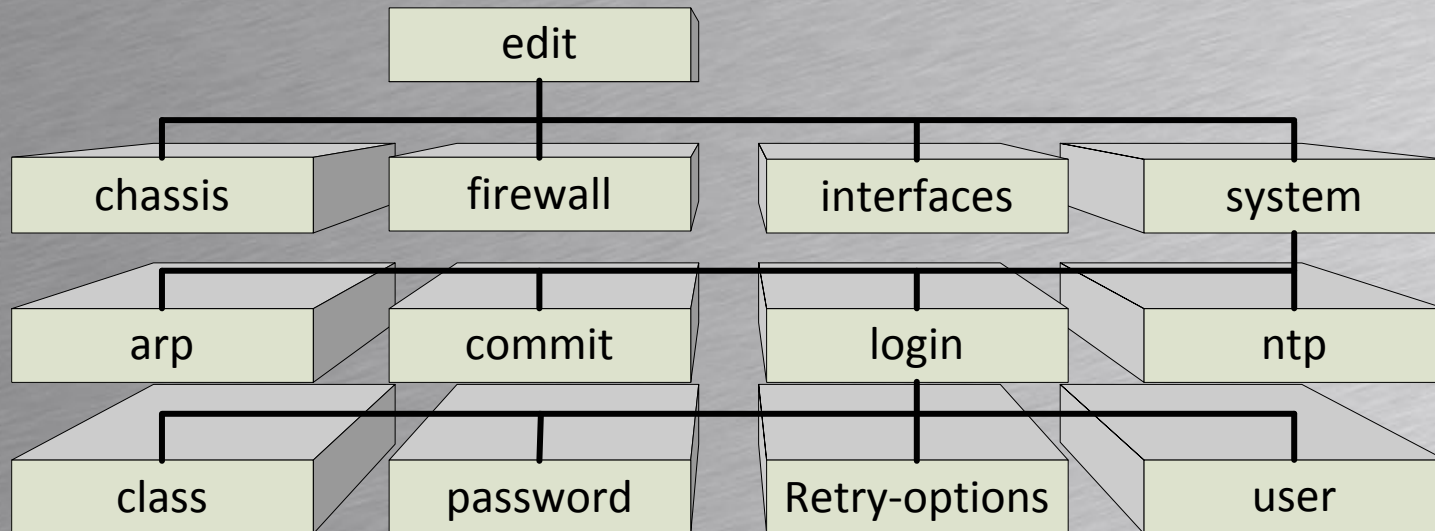 edit
chassis
firewall
interfaces
system
arp
commit
login
ntp
class
password
Retry-options
user